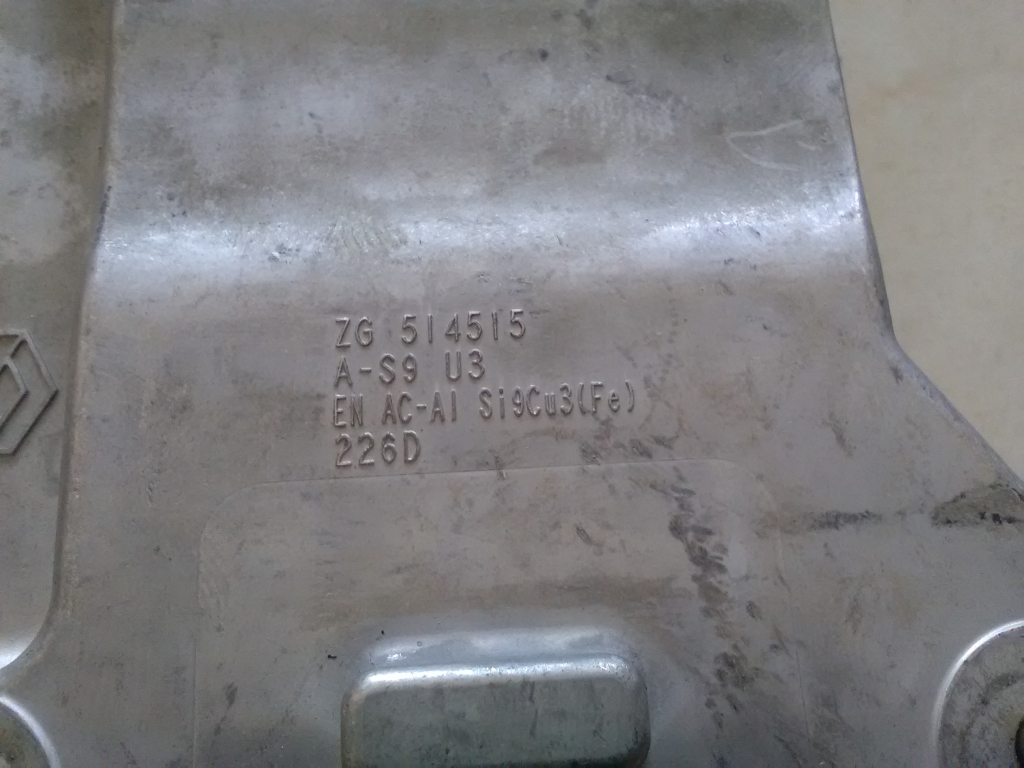 ZG 514515
A-S9 U3
EN AC-Al Si9Cu3(Fe)
226D